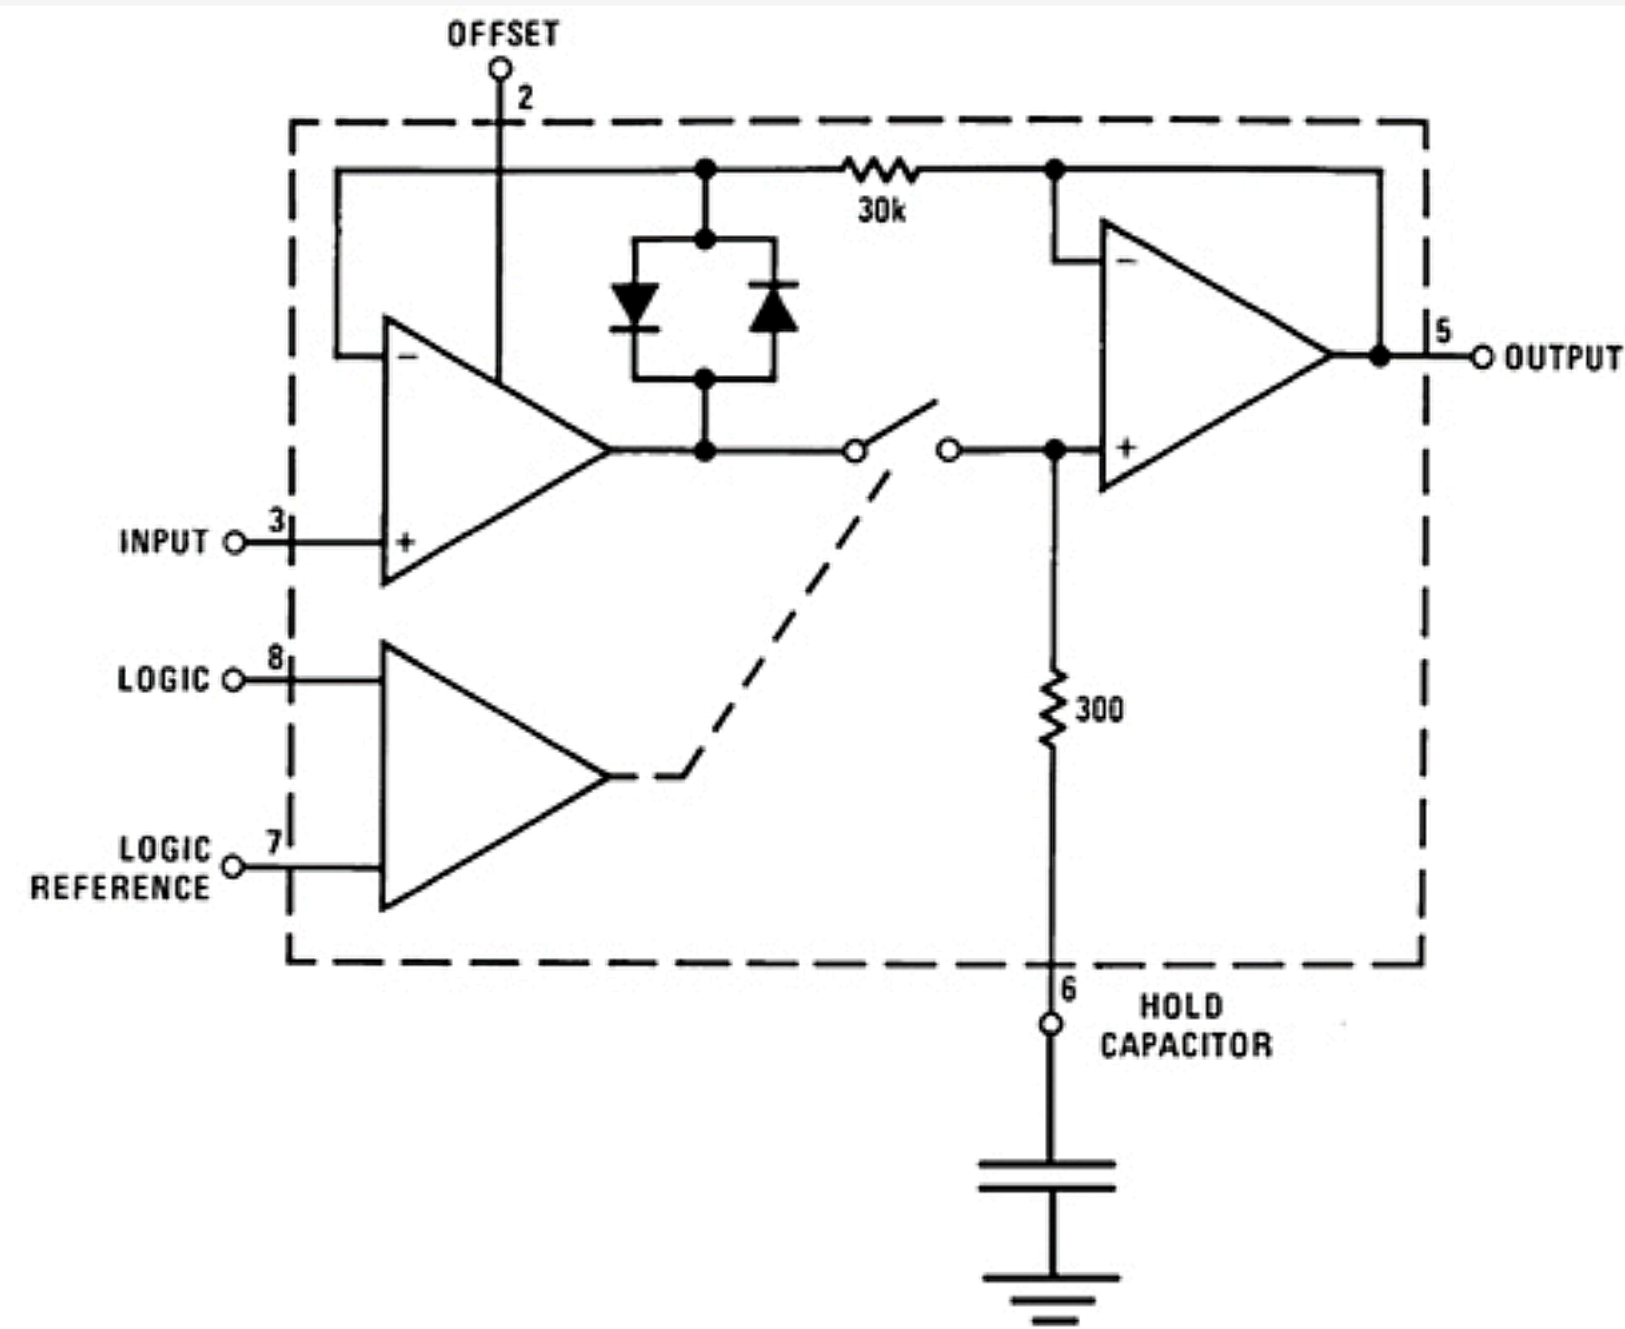 OFFSET
2
30k
−
−
5
OUTPUT
+
3
INPUT
+
8
LOGIC
300
7
LOGIC
REFERENCE
6
HOLD
CAPACITOR